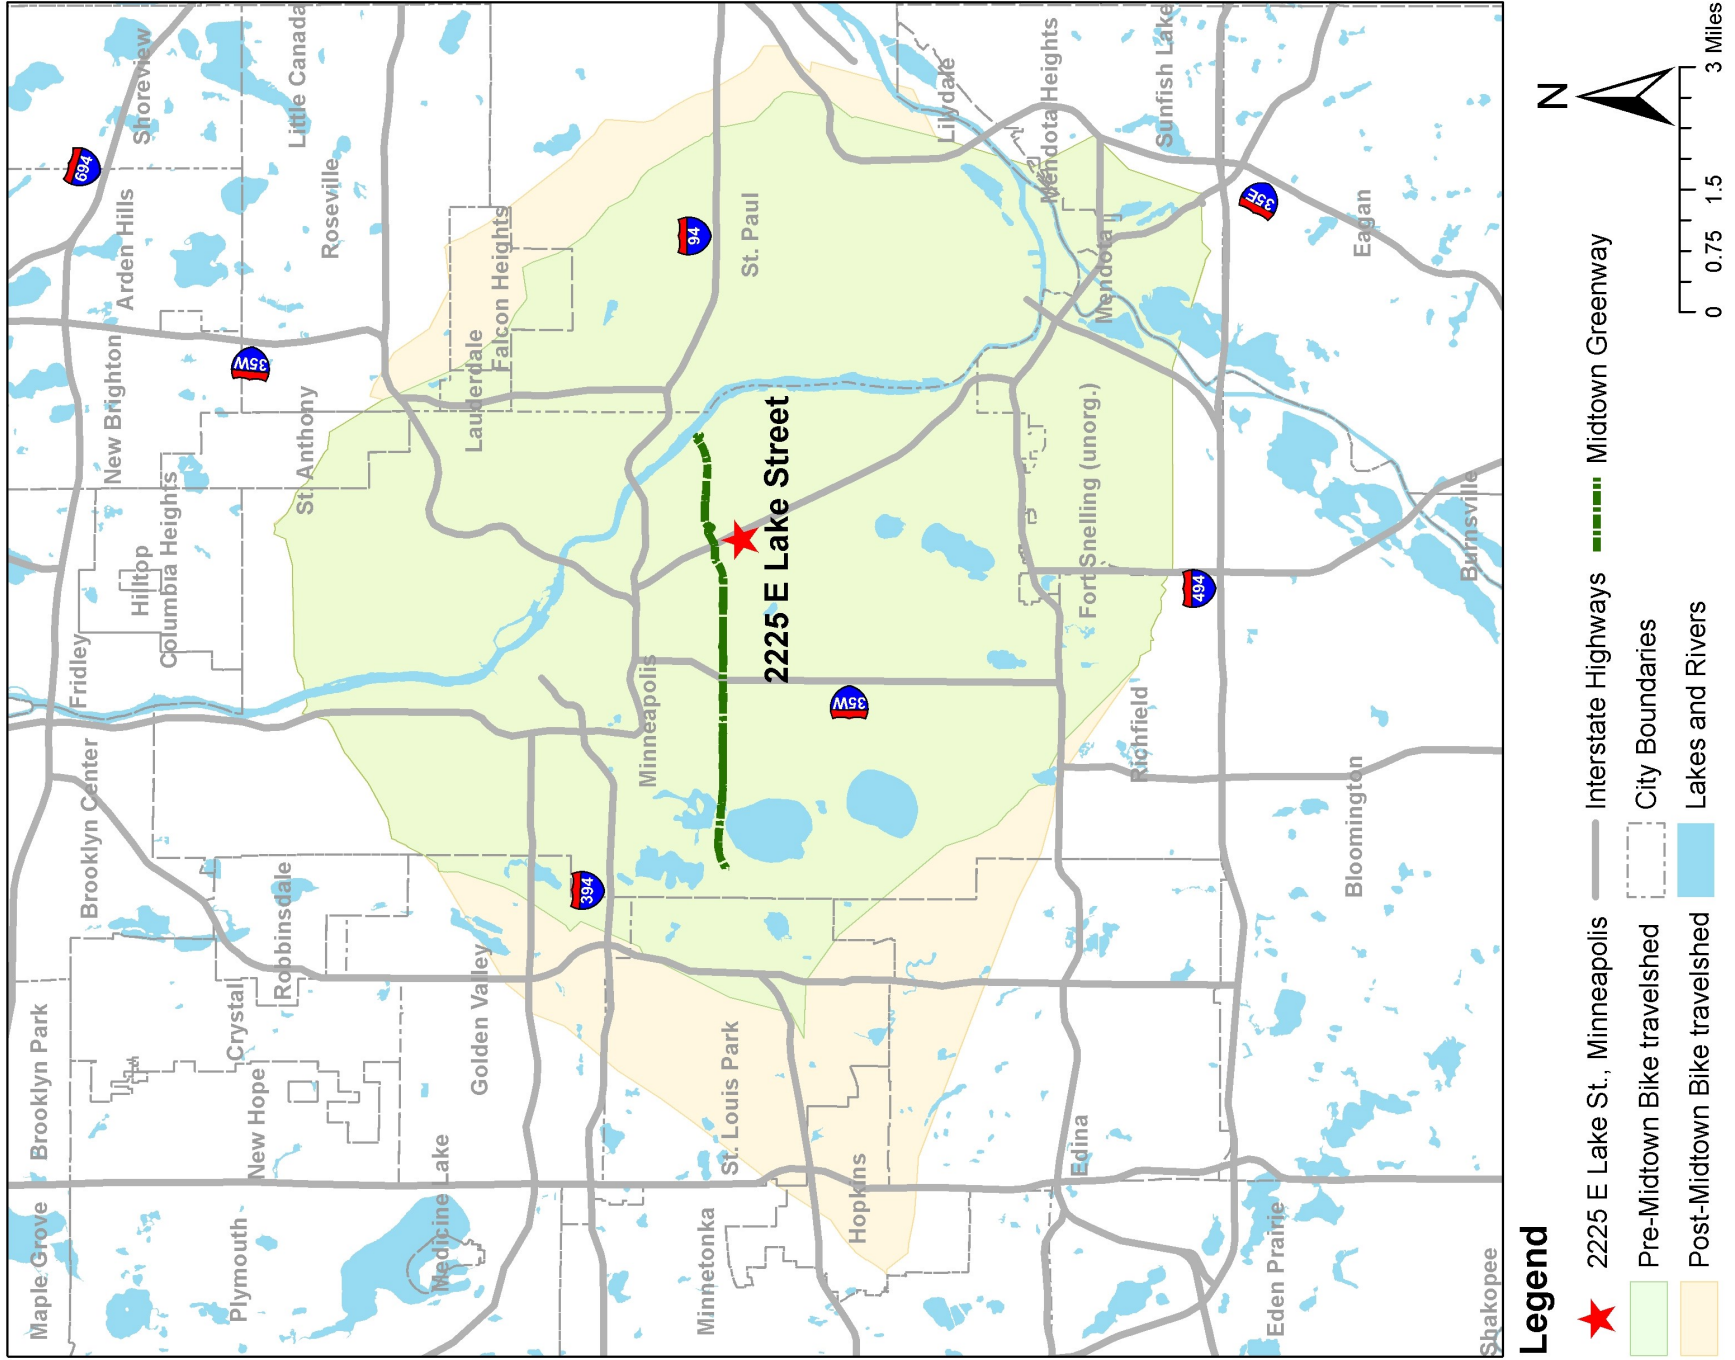 Maple Grove
Brooklyn Park
Brooklyn Center
Fridley
694
Shoreview
Arden Hills
New Brighton
Hilltop
Columbia Heights
Little Canada
Plymouth
New Hope
Crystal
Robbinsdale
St. Anthony
35W
Roseville
Medicine Lake
Golden Valley
Lauderdale
Falcon Heights
394
Minneapolis
94
St. Paul
Minnetonka
St. Louis Park
2225 E Lake Street
Hopkins
35W
Lilydale
Mendota Heights
Edina
Richfield
Fort Snelling (unorg.)
Mendota
Sunfish Lake
494
35E
Eden Prairie
Bloomington
Eagan
Shakopee
Burnsville
Legend
2225 E Lake St., Minneapolis
Pre-Midtown Bike travelshed
Post-Midtown Bike travelshed
Interstate Highways
City Boundaries
Lakes and Rivers
Midtown Greenway
N
0 0.75 1.5 3 Miles